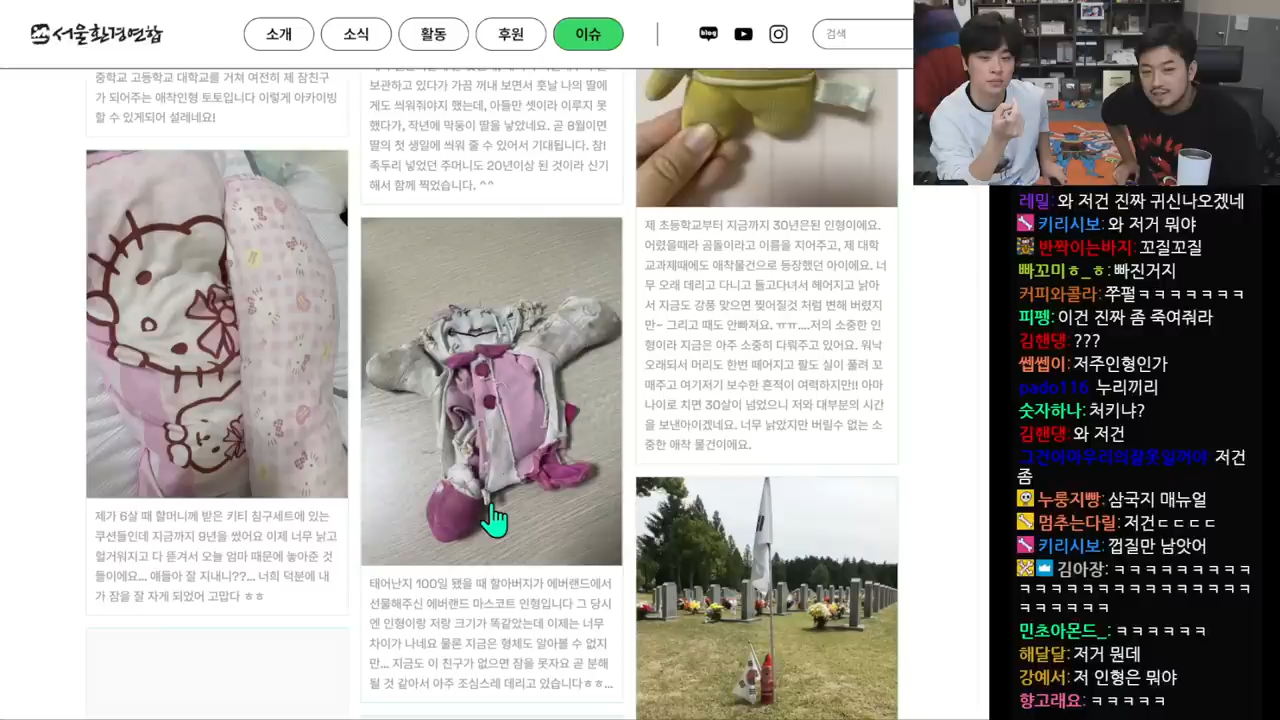 서울환경연합
소개
소식
활동
후원
이슈
blog
검색
중학교 고등학교 대학교를 거쳐 여전히 제 잠친구
가 되어주는 애착인형 토토입니다 이렇게 아카이빙
할 수 있게되어 설레네요!
제가 6살 때 할머니께 받은 키티 침구세트에 있는
쿠션들인데 지금까지 9년을 썼어요 이제 너무 낡고
헐거워지고 다 뜯겨서 오늘 엄마 때문에 놓아준 것
들이에요... 얘들아 잘 지내니??... 너희 덕분에 내
가 잠을 잘 자게 되었어 고맙다 ㅎㅎ
보관하고 있다가 가끔 꺼내 보면서 훗날 나의 딸에
게도 씌워줘야지 했는데, 아들만 셋이라 이루지 못
했다가, 작년에 막둥이 딸을 낳았네요. 곧 8월이면
딸의 첫 생일에 씌워 줄 수 있어서 기대됩니다. 참!
족두리 넣었던 주머니도 20년이상 된 것이라 신기
해서 함께 찍었습니다. ^^
태어난지 100일 됐을 때 할아버지가 에버랜드에서
선물해주신 에버랜드 마스코트 인형입니다 그 당시
엔 인형이랑 저랑 크기가 똑같았는데 이제는 너무
차이가 나네요 물론 지금은 형체도 알아볼 수 없지
만... 지금도 이 친구가 없으면 잠을 못자요 곧 분해
될 것 같아서 아주 조심스레 데리고 있습니다ㅎㅎ...
제 초등학교부터 지금까지 30년은된 인형이에요.
어렸을때라 곰돌이라고 이름을 지어주고, 제 대학
교과제때에도 애착물건으로 등장했던 아이에요. 너
무 오래 데리고 다니고 들고다녀서 헤어지고 낡아
서 지금도 강풍 맞으면 찢어질것 처럼 변해 버렸지
만~ 그리고 때도 안빠져요. ㅠㅠ....저의 소중한 인
형이라 지금은 아주 소중히 다뤄주고 있어요. 워낙
오래되서 머리도 한번 떼어지고 팔도 실이 풀려 꼬
매주고 여기저기 보수한 흔적이 여력하지만!! 아마
나이로 치면 30살이 넘었으니 저와 대부분의 시간
을 보낸아이겠네요. 너무 낡았지만 버릴수 없는 소
중한 애착 물건이에요.
레밀: 와 저건 진짜 귀신나오겠네
키리시보: 와 저거 뭐야
반짝이는바지: 꼬질꼬질
빠꼬미ㅎ_ㅎ: 빠진거지
커피와콜라: 쭈펄ㅋㅋㅋㅋㅋㅋㅋ
피펭: 이건 진짜 좀 죽여줘라
김핸댕: ???
쎕쎕이: 저주인형인가
pado116 누리끼리
숫자하나: 처키냐?
김핸댕: 와 저건
그건이아무리의잘못일꺼야 저건
좀
누룽지빵: 삼국지 매뉴얼
멈추는다릴: 저건ㄷㄷㄷㄷ
키리시보: 껍질만 남앗어
김아장: ㅋㅋㅋㅋㅋㅋㅋㅋㅋ
ㅋㅋㅋㅋㅋㅋㅋㅋㅋㅋㅋㅋㅋㅋㅋ
ㅋㅋㅋㅋㅋㅋ
민초아몬드_: ㅋㅋㅋㅋㅋㅋ
해달달: 저거 뭔데
강예서: 저 인형은 뭐야
향고래요: ㅋㅋㅋㅋㅋ